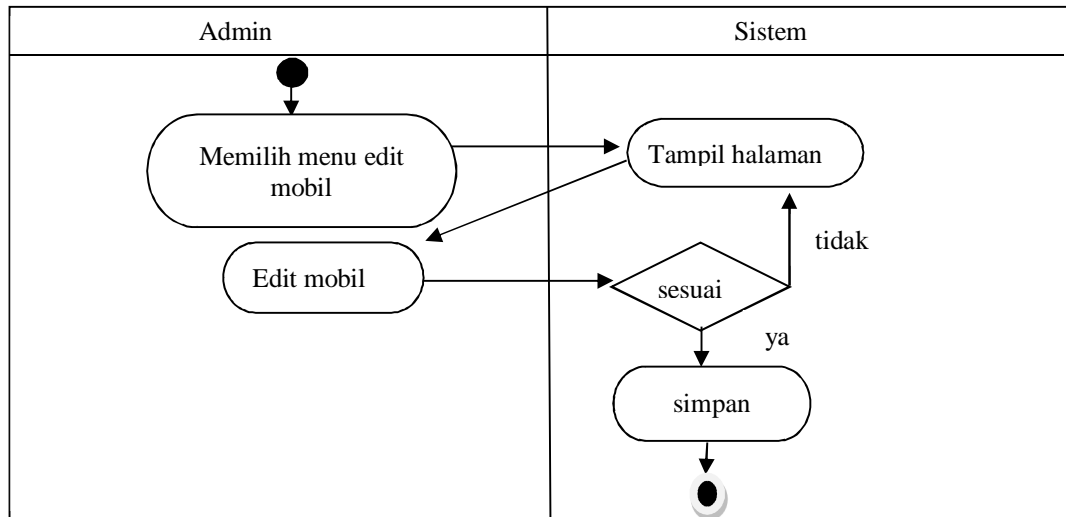 Admin
Sistem
Memilih menu edit
mobil
Tampil halaman
tidak
Edit mobil
sesuai
ya
simpan